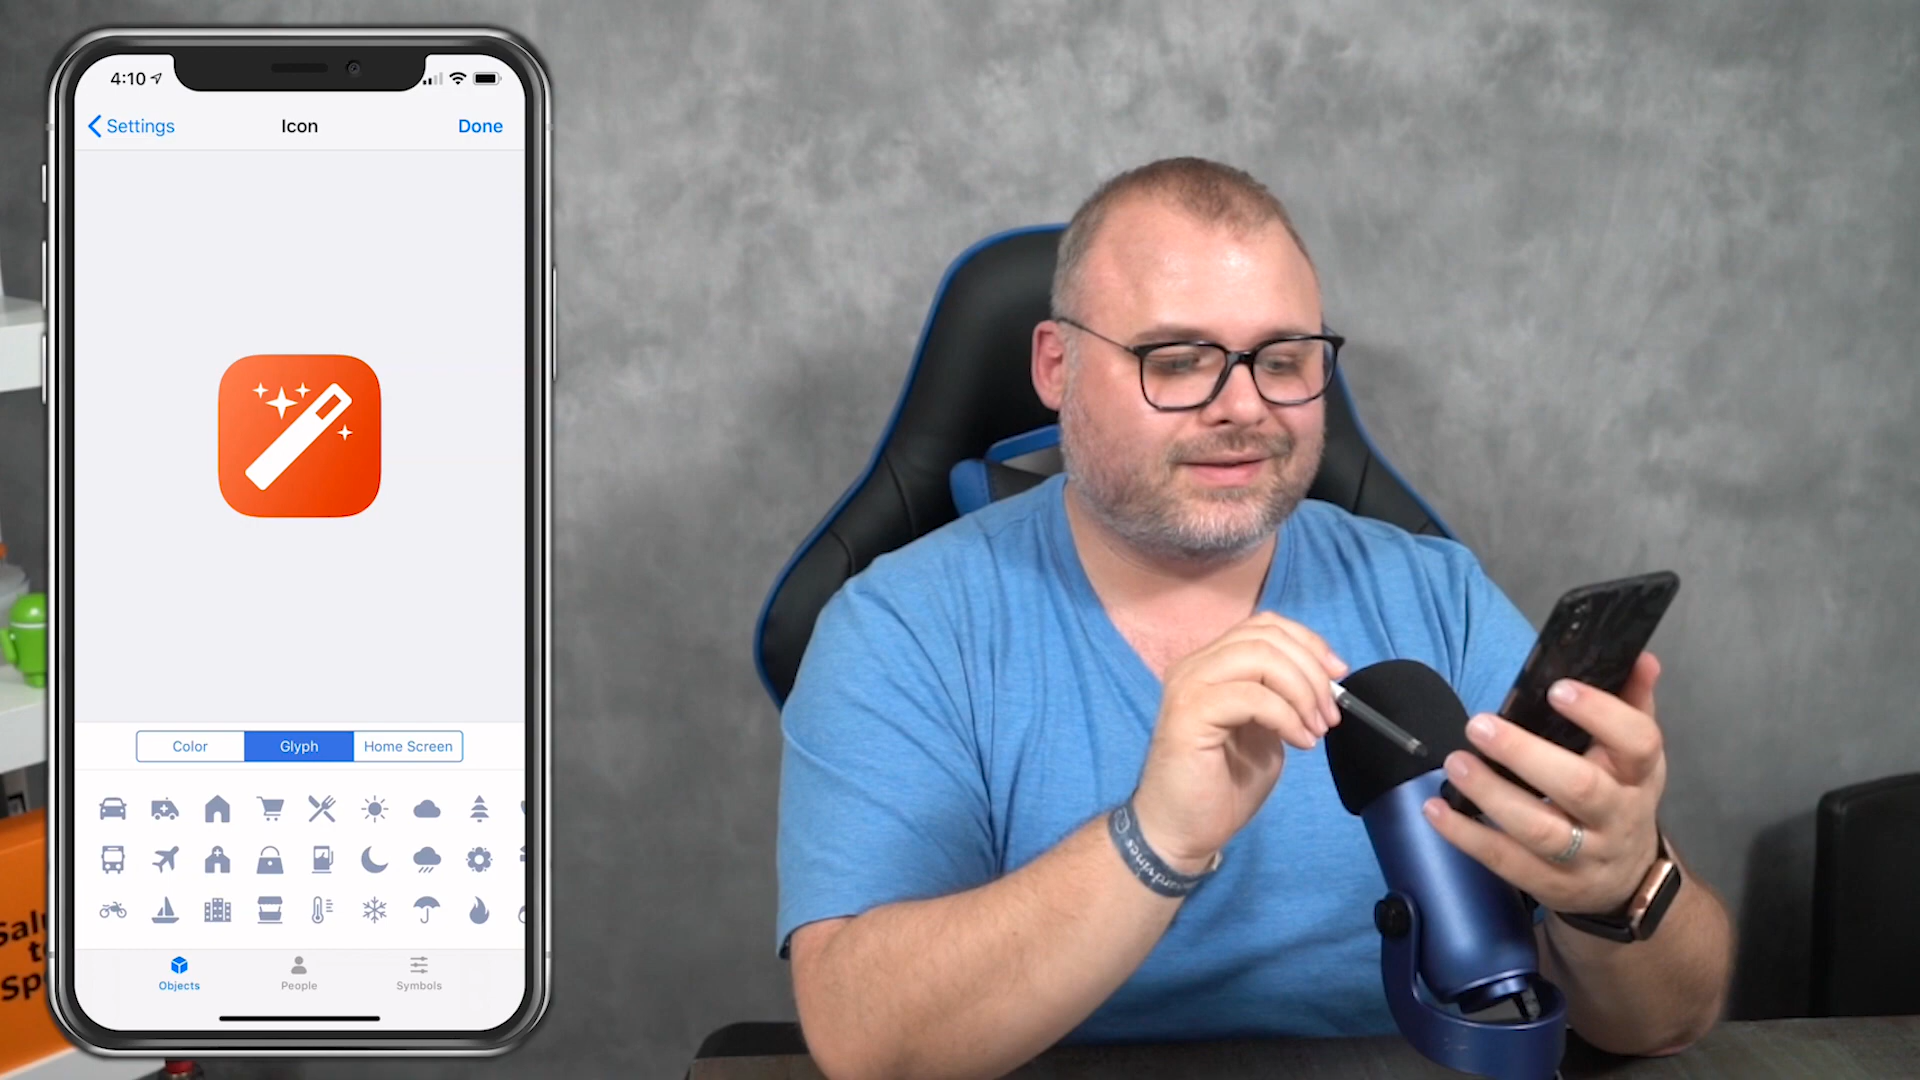 4:10
Settings
Icon
Done
Color
Glyph
Home Screen
Objects
People
Symbols